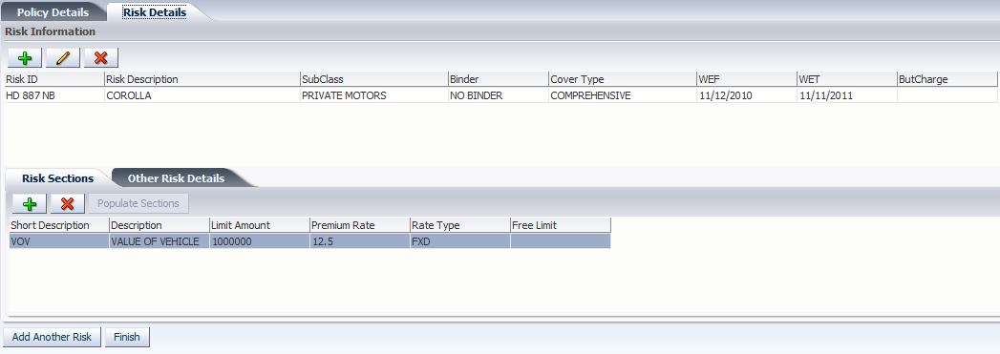 Policy Details Risk Details
Risk Information
Risk ID Risk Description SubClass Binder Cover Type WEF WET ButCharge
HD 887 NB COROLLA PRIVATE MOTORS NO BINDER COMPREHENSIVE 11/12/2010 11/11/2011
Risk Sections Other Risk Details
Populate Sections
Short Description Description Limit Amount Premium Rate Rate Type Free Limit
VOV VALUE OF VEHICLE 1000000 12.5 FXD
Add Another Risk Finish